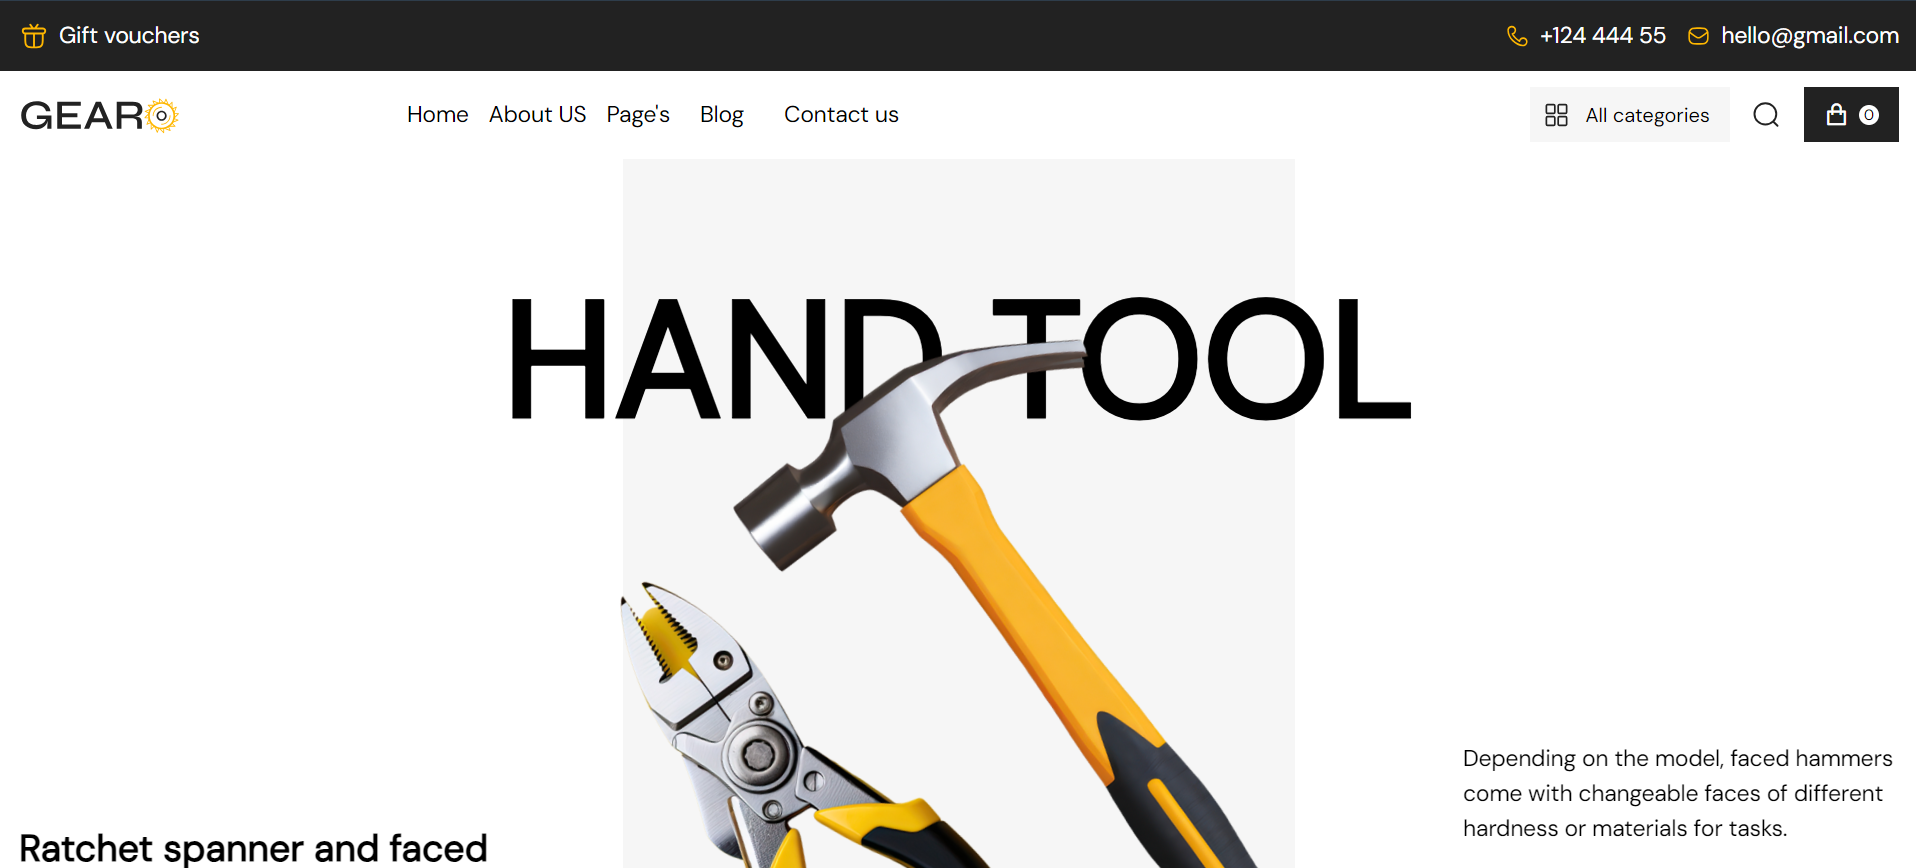 Gift vouchers
+124 444 55
hello@gmail.com
GEARO
Home
About US
Page's
Blog
Contact us
All categories
0
HAND TOOL
Depending on the model, faced hammers
come with changeable faces of different
hardness or materials for tasks.
Ratchet spanner and faced